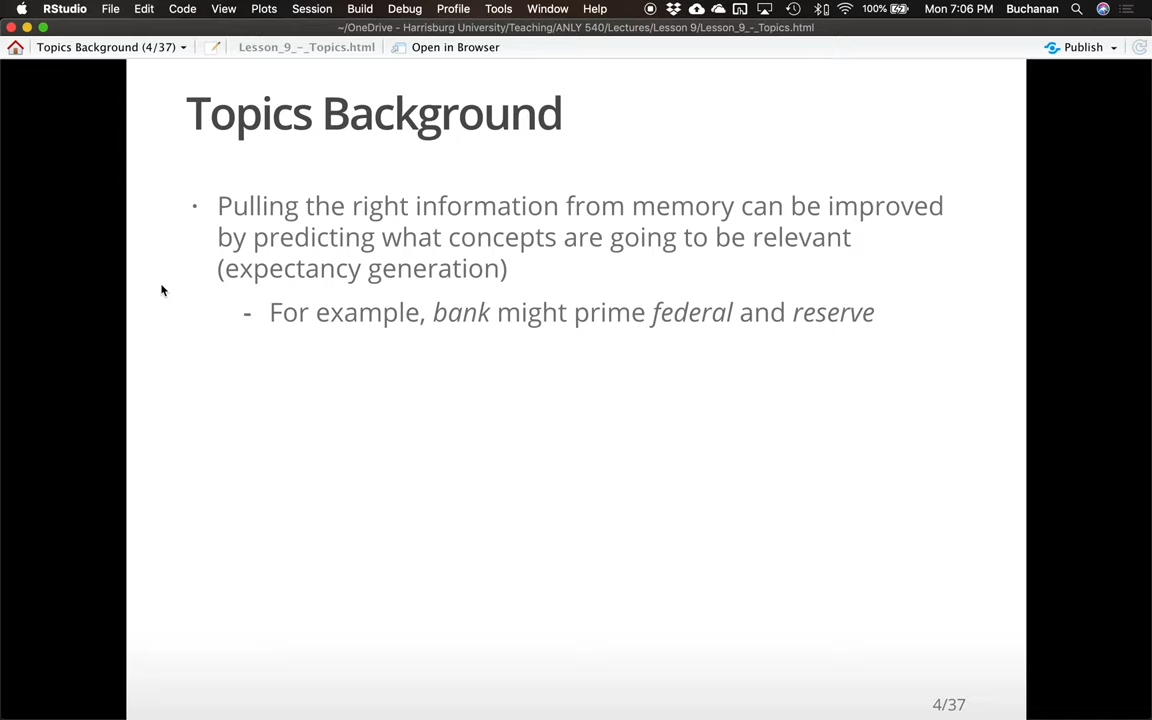 RStudio File Edit Code View Plots Session Build Debug Profile Tools Window Help 100% Mon 7:06 PM Buchanan
~/OneDrive - Harrisburg University/Teaching/ANLY 540/Lectures/Lesson 9/Lesson_9_-_Topics.html
Topics Background (4/37) Lesson_9_-_Topics.html Open in Browser Publish
Topics Background
· Pulling the right information from memory can be improved
by predicting what concepts are going to be relevant
(expectancy generation)
- For example, bank might prime federal and reserve
4/37